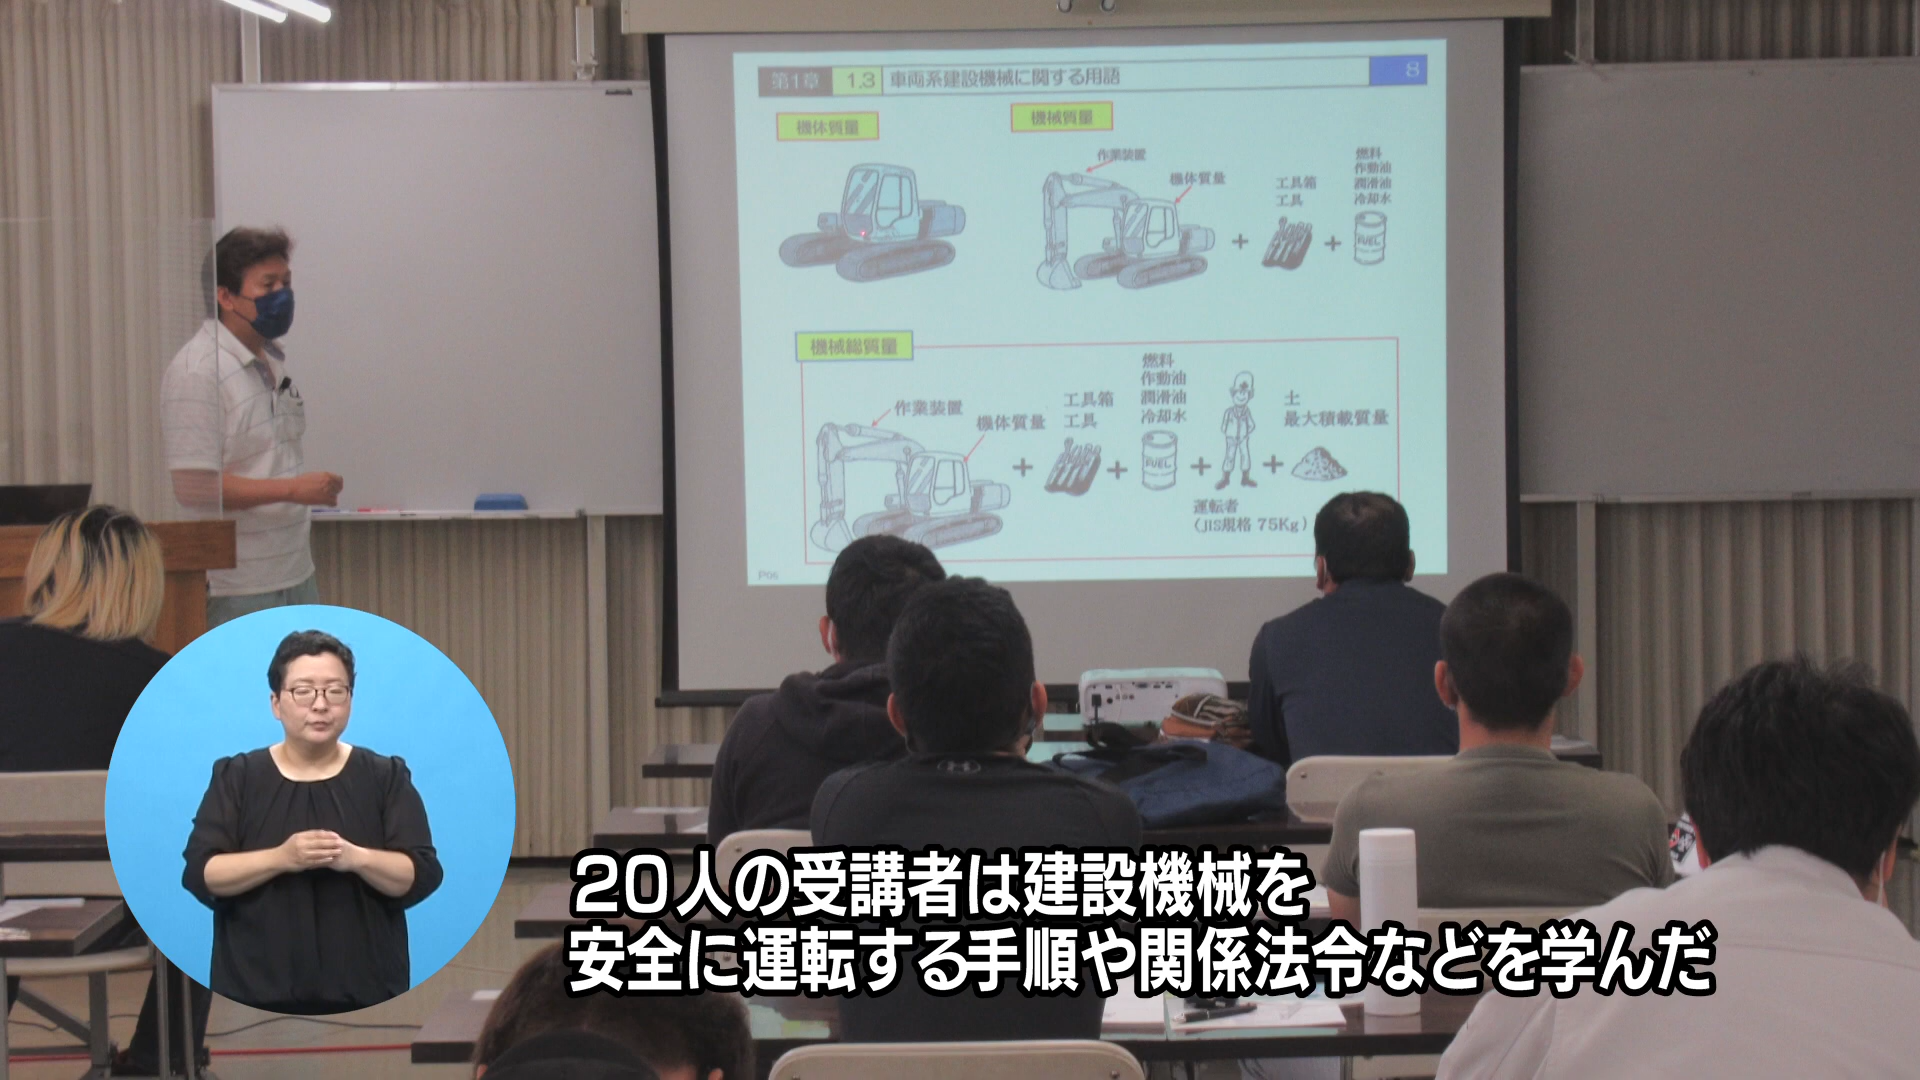 第1章 1.3 車両系建設機械に関する用語 8
機体質量
機械質量
作業装置
機体質量
工具箱
工具
燃料
作動油
潤滑油
冷却水
FUEL
機械総質量
作業装置
機体質量
工具箱
工具
燃料
作動油
潤滑油
冷却水
FUEL
土
最大積載質量
運転者
(JIS規格 75Kg)
20人の受講者は建設機械を
安全に運転する手順や関係法令などを学んだ